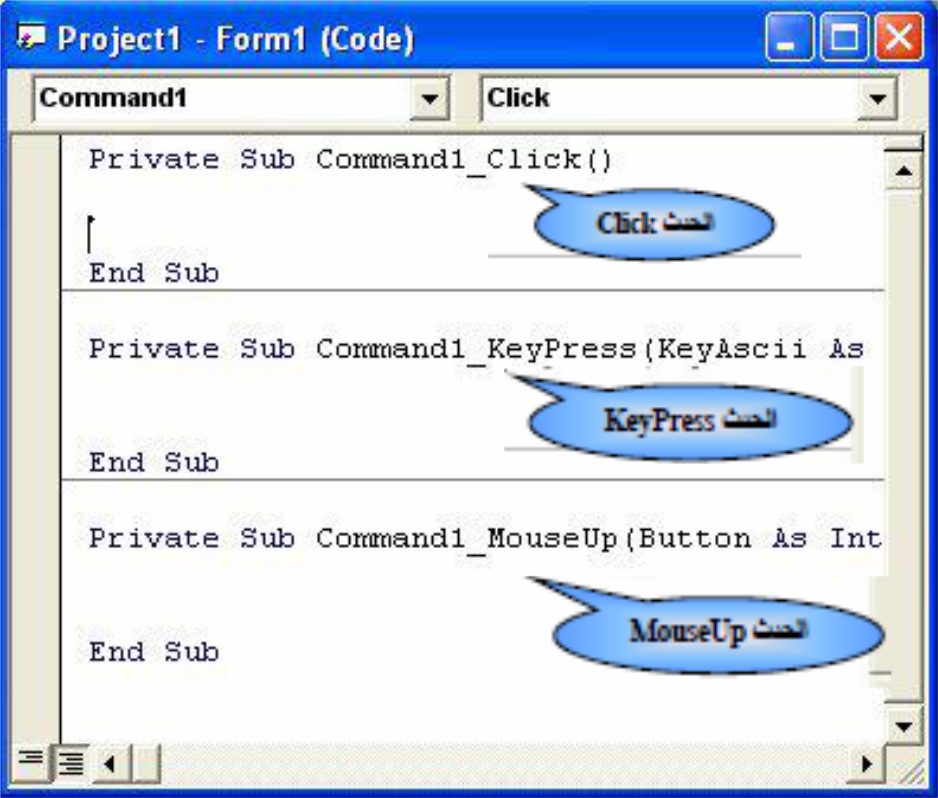 Project1 - Form1 (Code)
Command1 Click
Private Sub Command1_Click()
الحدث Click
End Sub
Private Sub Command1_KeyPress(KeyAscii As
الحدث KeyPress
End Sub
Private Sub Command1_MouseUp(Button As Int
الحدث MouseUp
End Sub